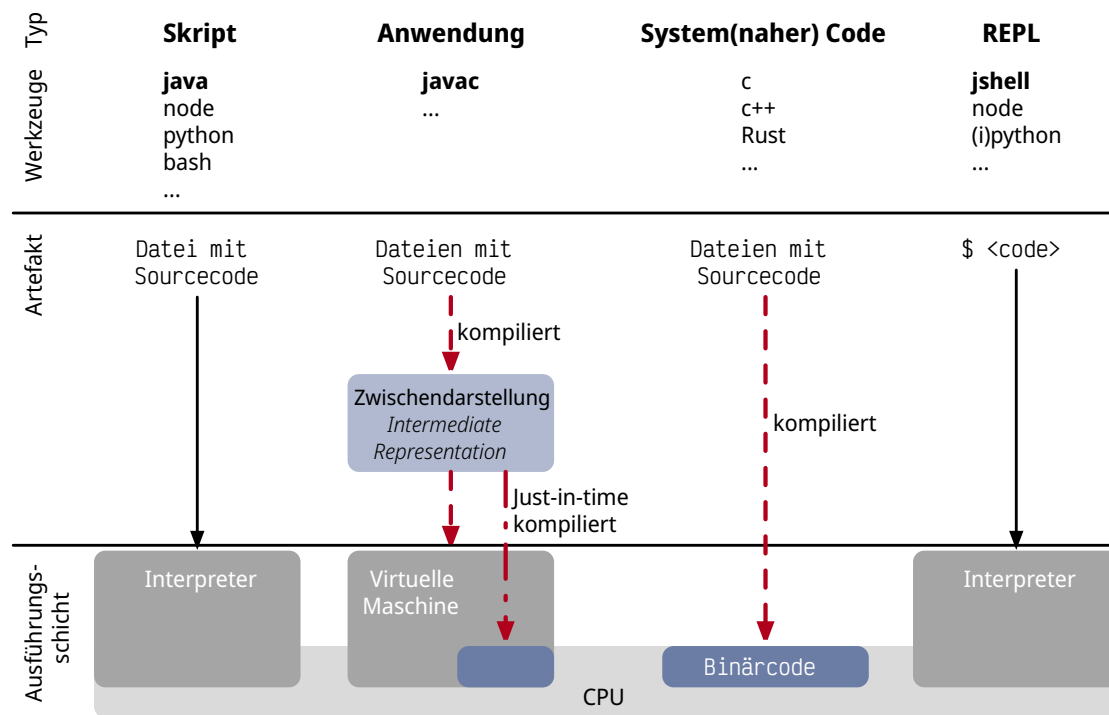 Typ
Skript
Anwendung
System(naher) Code
REPL
Werkzeuge
java
node
python
bash
...
javac
...
c
c++
Rust
...
jshell
node
(i)python
...
Artefakt
Datei mit
Sourcecode
Dateien mit
Sourcecode
Dateien mit
Sourcecode
$ <code>
kompiliert
Zwischendarstellung
Intermediate
Representation
kompiliert
Just-in-time
kompiliert
Ausführungs-
schicht
Interpreter
Virtuelle
Maschine
Interpreter
Binärcode
CPU